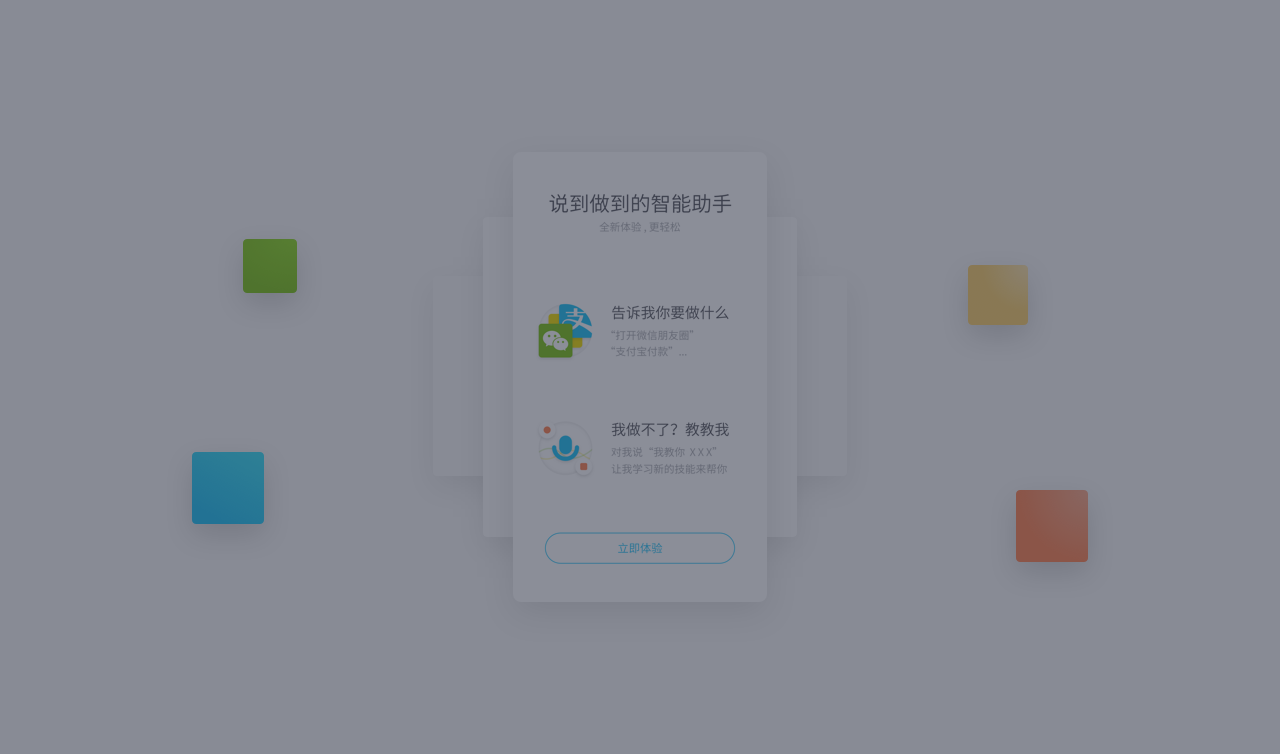 说到做到的智能助手
全新体验 , 更轻松
支
告诉我你要做什么
“打开微信朋友圈”
“支付宝付款” ...
我做不了? 教教我
对我说 “我教你 X X X”
让我学习新的技能来帮你
立即体验